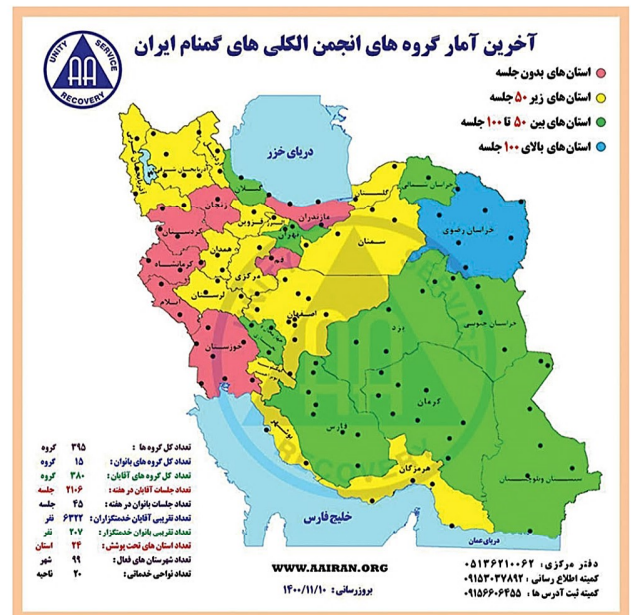 آخرین آمار گروه های انجمن الکلی های گمنام ایران
UNITY
SERVICE
AA
RECOVERY
استان های بدون جلسه
استان های زیر ۵۰ جلسه
استان های بین ۵۰ تا ۱۰۰ جلسه
استان های بالای ۱۰۰ جلسه
دریای خزر
آذربایجان شرقی
گیلان
زنجان
کردستان
کرمانشاه
ایلام
همدان
قزوین
البرز
تهران
مازندران
گلستان
خراسان شمالی
خراسان رضوی
سمنان
قم
مرکزی
لرستان
اصفهان
خوزستان
یزد
خراسان جنوبی
کرمان
فارس
بوشهر
هرمزگان
سیستان وبلوچستان
خلیج فارس
دریای عمان
تعداد کل گروه ها : ۳۹۵ گروه
تعداد کل گروه های بانوان : ۱۵ گروه
تعداد کل گروه های آقایان : ۳۸۰ گروه
تعداد جلسات آقایان در هفته : ۲۱۰۶ جلسه
تعداد جلسات بانوان در هفته : ۴۵ جلسه
تعداد تقریبی آقایان خدمتگزاران : ۶۳۲۲ نفر
تعداد تقریبی بانوان خدمتگزار : ۲۰۷ نفر
تعداد استان های تحت پوشش : ۲۴ استان
تعداد شهرستان های فعال : ۹۹ شهر
تعداد نواحی خدماتی : ۲۰ ناحیه
WWW.AAIRAN.ORG
بروزرسانی : ۱۴۰۰/۱۱/۱۰
دفتر مرکزی : ۰۵۱۳۶۲۱۰۰۶۲
کمیته اطلاع رسانی : ۰۹۱۵۳۰۳۷۸۹۲
کمیته ثبت آدرس ها : ۰۹۱۵۶۶۰۶۴۵۵